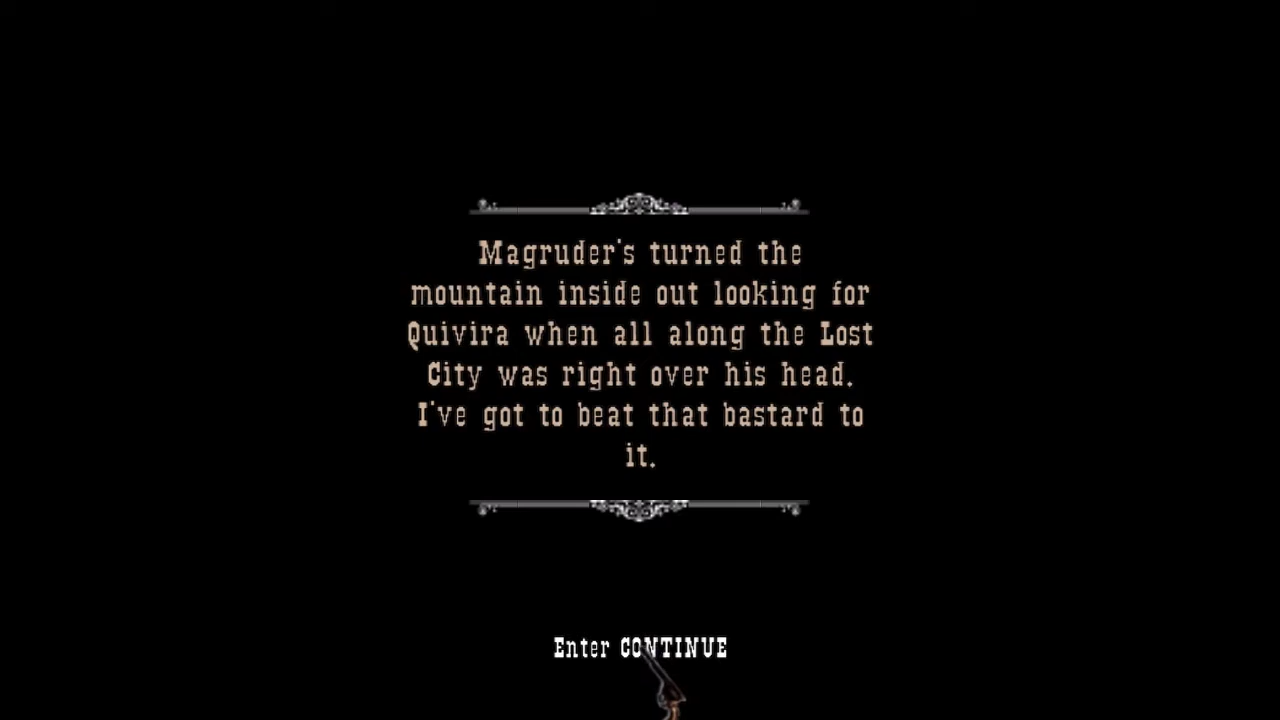 Magruder's turned the
mountain inside out looking for
Quivira when all along the Lost
City was right over his head.
I've got to beat that bastard to
it.
Enter CONTINUE